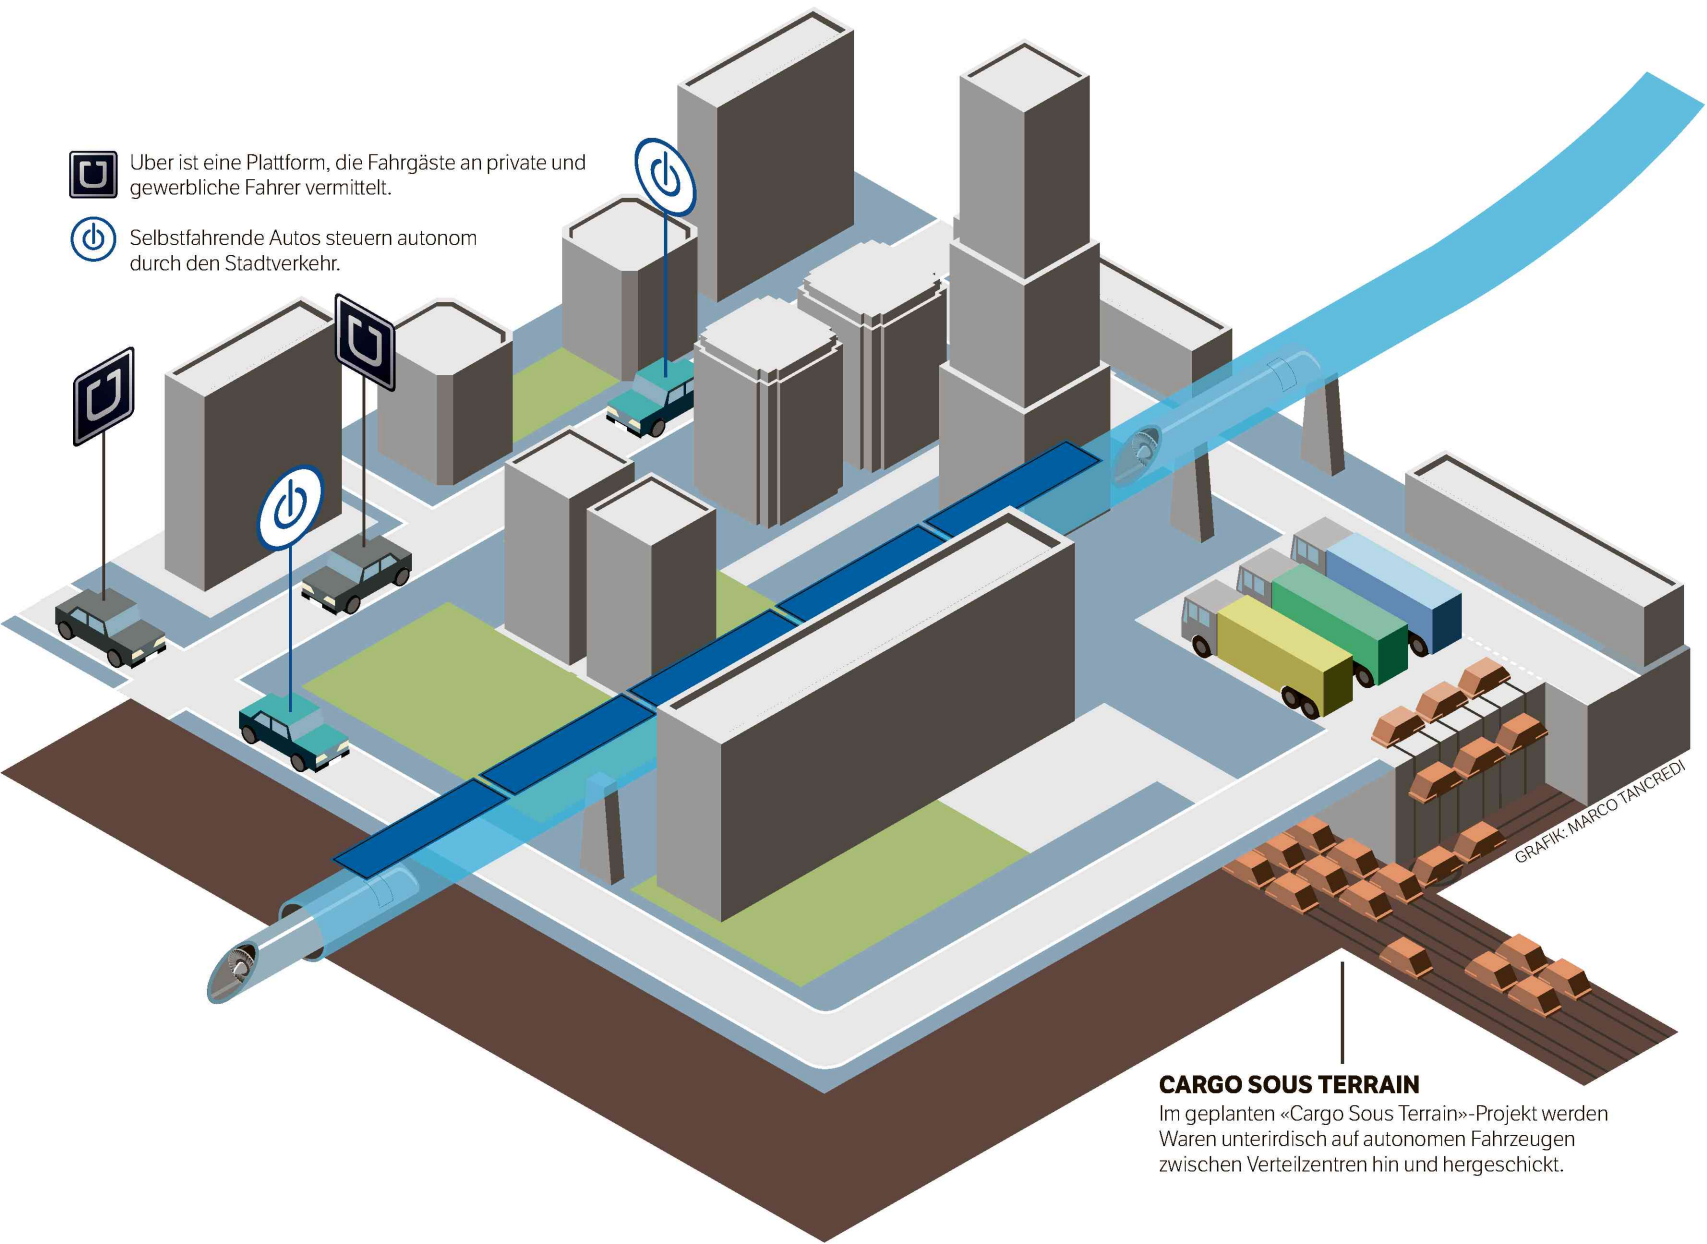 Uber ist eine Plattform, die Fahrgäste an private und
gewerbliche Fahrer vermittelt.
Selbstfahrende Autos steuern autonom
durch den Stadtverkehr.
GRAFIK: MARCO TANCREDI
CARGO SOUS TERRAIN
Im geplanten «Cargo Sous Terrain»-Projekt werden
Waren unterirdisch auf autonomen Fahrzeugen
zwischen Verteilzentren hin und hergeschickt.